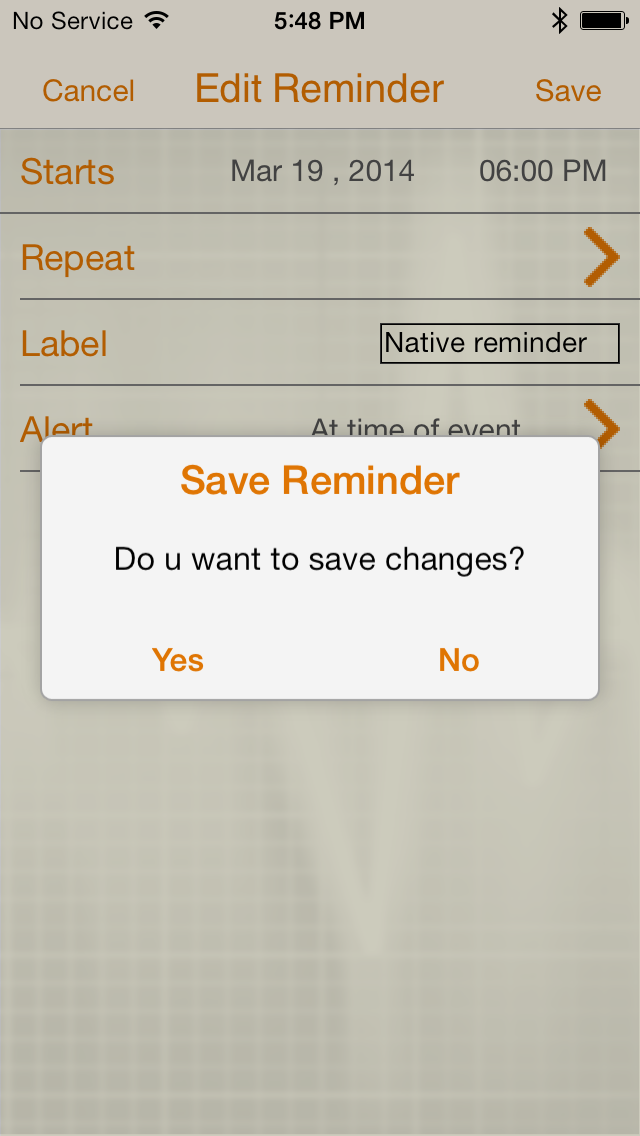 No Service 5:48 PM
Cancel Edit Reminder Save
Starts Mar 19 , 2014 06:00 PM
Repeat
Label Native reminder
Alert At time of event
Save Reminder
Do u want to save changes?
Yes No